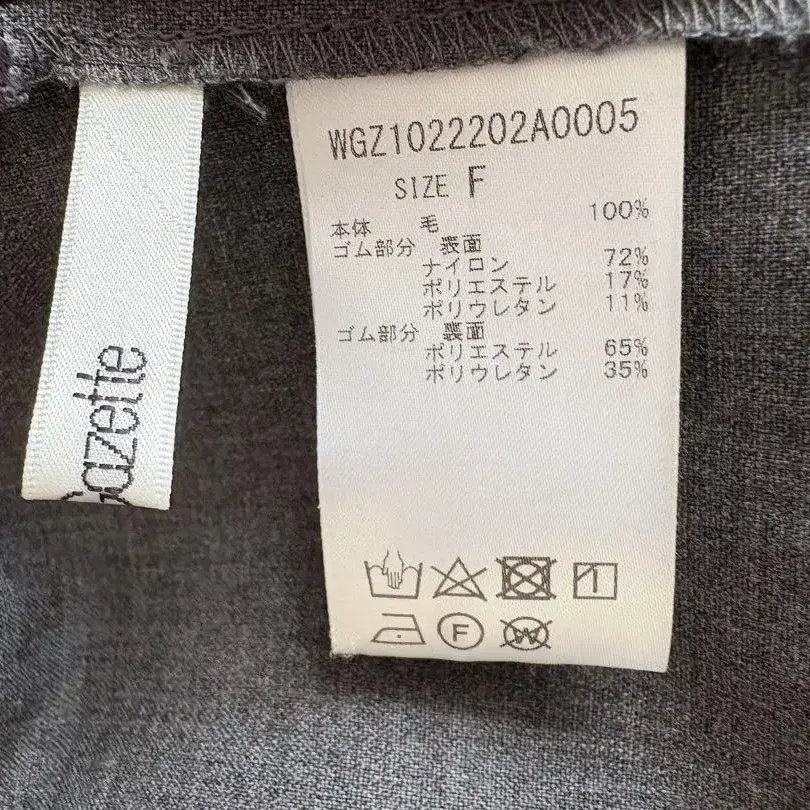 Gazette
WGZ1022202A0005
SIZE F
本体 毛 100%
ゴム部分 表面
ナイロン 72%
ポリエステル 17%
ポリウレタン 11%
ゴム部分 裏面
ポリエステル 65%
ポリウレタン 35%
F
W